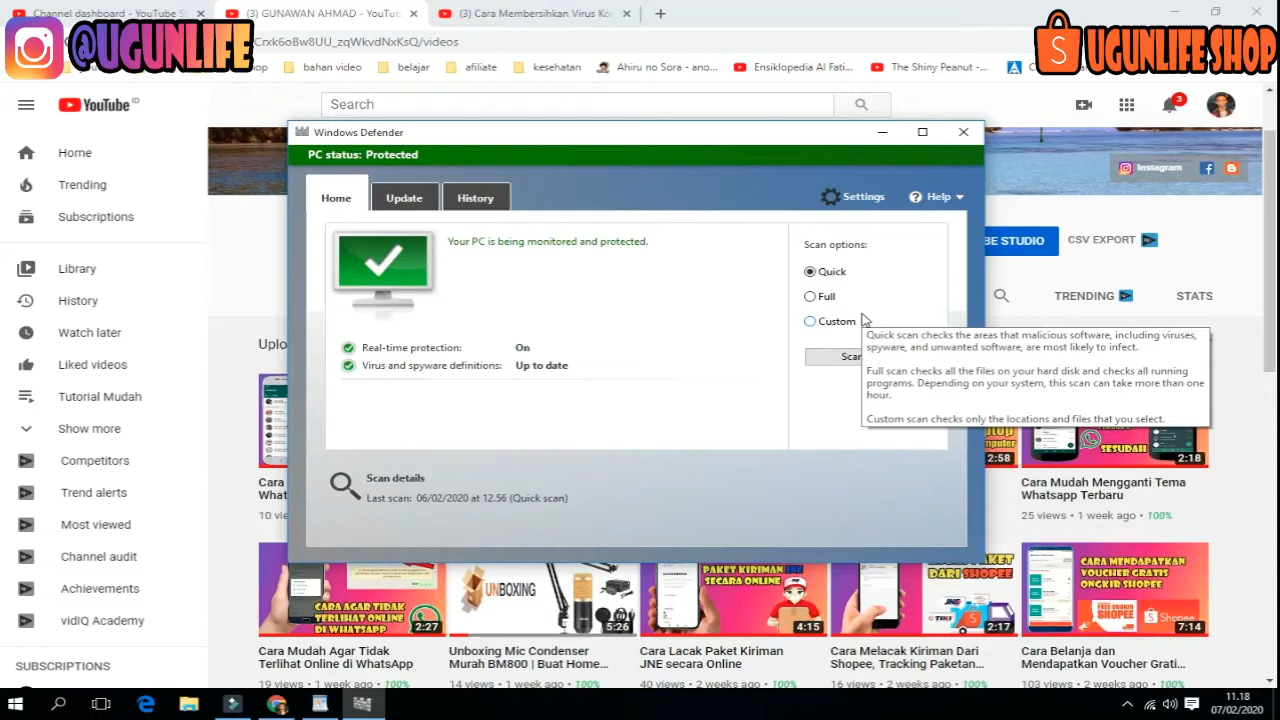 Channel dashboard - YouTube S
(3) GUNAWAN AHMAD - YouTub
(3) Cara Membersihkan Virus Ko
@UGUNLIFE
UGUNLIFE SHOP
Crxk6oBw8UU_zqWkvdNxKsQ/videos
bahan video
belajar
afiliate
kesehatan
Ahiru no Sora - ano...
Ensiklopedia Al Fati...
The Shiny Peanut -...
YouTube ID
Search
3
Home
Trending
Subscriptions
Library
History
Watch later
Liked videos
Tutorial Mudah
Show more
Competitors
Trend alerts
Most viewed
Channel audit
Achievements
vidIQ Academy
SUBSCRIPTIONS
Instagram
BE STUDIO
CSV EXPORT
TRENDING
STATS
Windows Defender
PC status: Protected
Home
Update
History
Settings
Help
Your PC is being monitored and protected.
Scan options:
Quick
Full
Custom
Scan
Real-time protection:
On
Virus and spyware definitions:
Up to date
Quick scan checks the areas that malicious software, including viruses,
spyware, and unwanted software, are most likely to infect.
Full scan checks all the files on your hard disk and checks all running
programs. Depending on your system, this scan can take more than one
hour.
Custom scan checks only the locations and files that you select.
Scan details
Last scan: 06/02/2020 at 12.56 (Quick scan)
Uplo
Cara
What
10 vie
2:58
SESUDAH
2:18
Cara Mudah Mengganti Tema
Whatsapp Terbaru
25 views • 1 week ago • 100%
CARA AGAR TIDAK
TERLIHAT ONLINE
DI WHATSAPP
2:27
UNBOXING
5:26
PAKET KIRIMAN JNE
SECARA ONLINE
4:15
PAKET
DARI SHOPEE
2:17
CARA MENDAPATKAN
VOUCHER GRATIS
ONGKIR SHOPEE
FREE ONGKIR
Shopee
7:14
Cara Mudah Agar Tidak
Terlihat Online di WhatsApp
19 views • 1 week ago • 100%
Unboxing Mic Condenser
Murah BM800 | Buat Home...
14 views • 1 week ago • 100%
Cara Lacak Paket Kiriman
JNE secara Online
40 views • 2 weeks ago • 100%
Cara Melacak Kiriman Dari
Shopee, Tracking Paketan...
16 views • 2 weeks ago • 100%
Cara Belanja dan
Mendapatkan Voucher Grati...
103 views • 2 weeks ago • 100%
11.18
07/02/2020